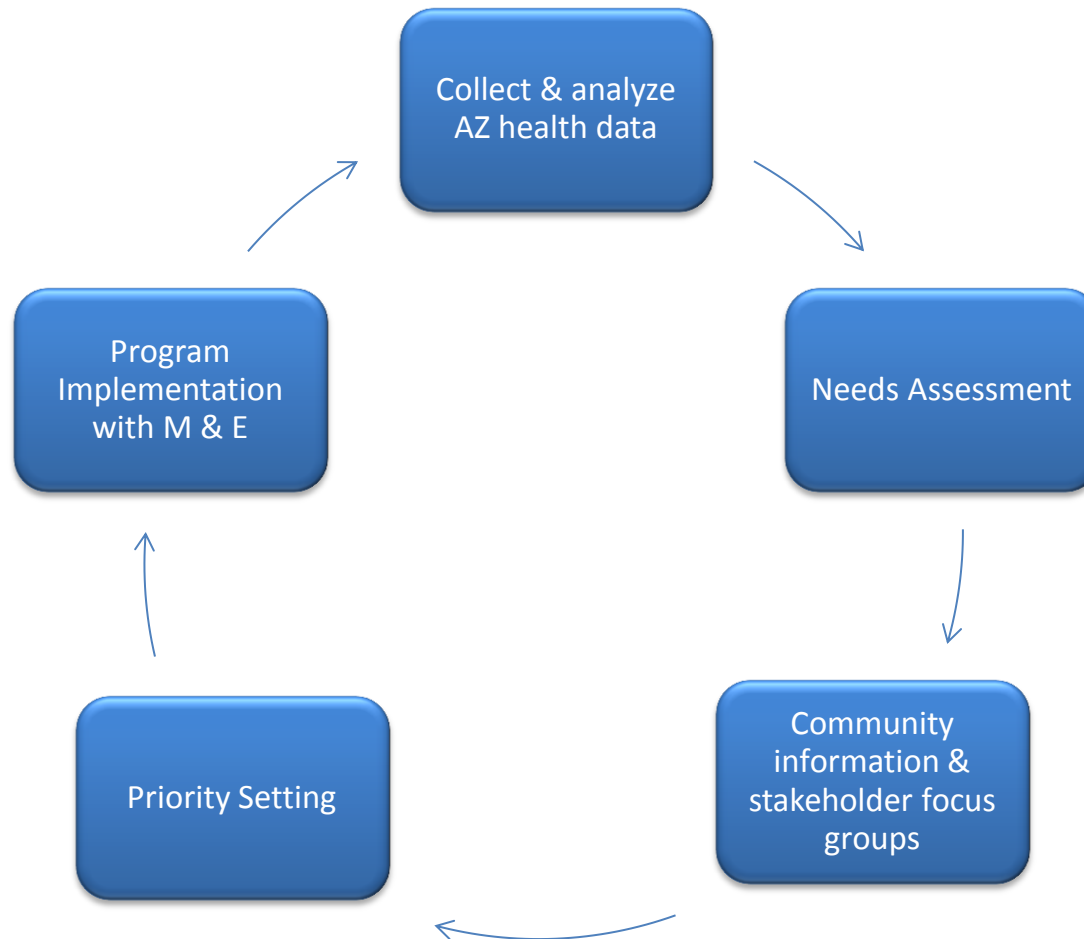 Collect & analyze
AZ health data
Needs Assessment
Community
information &
stakeholder focus
groups
Priority Setting
Program
Implementation
with M & E